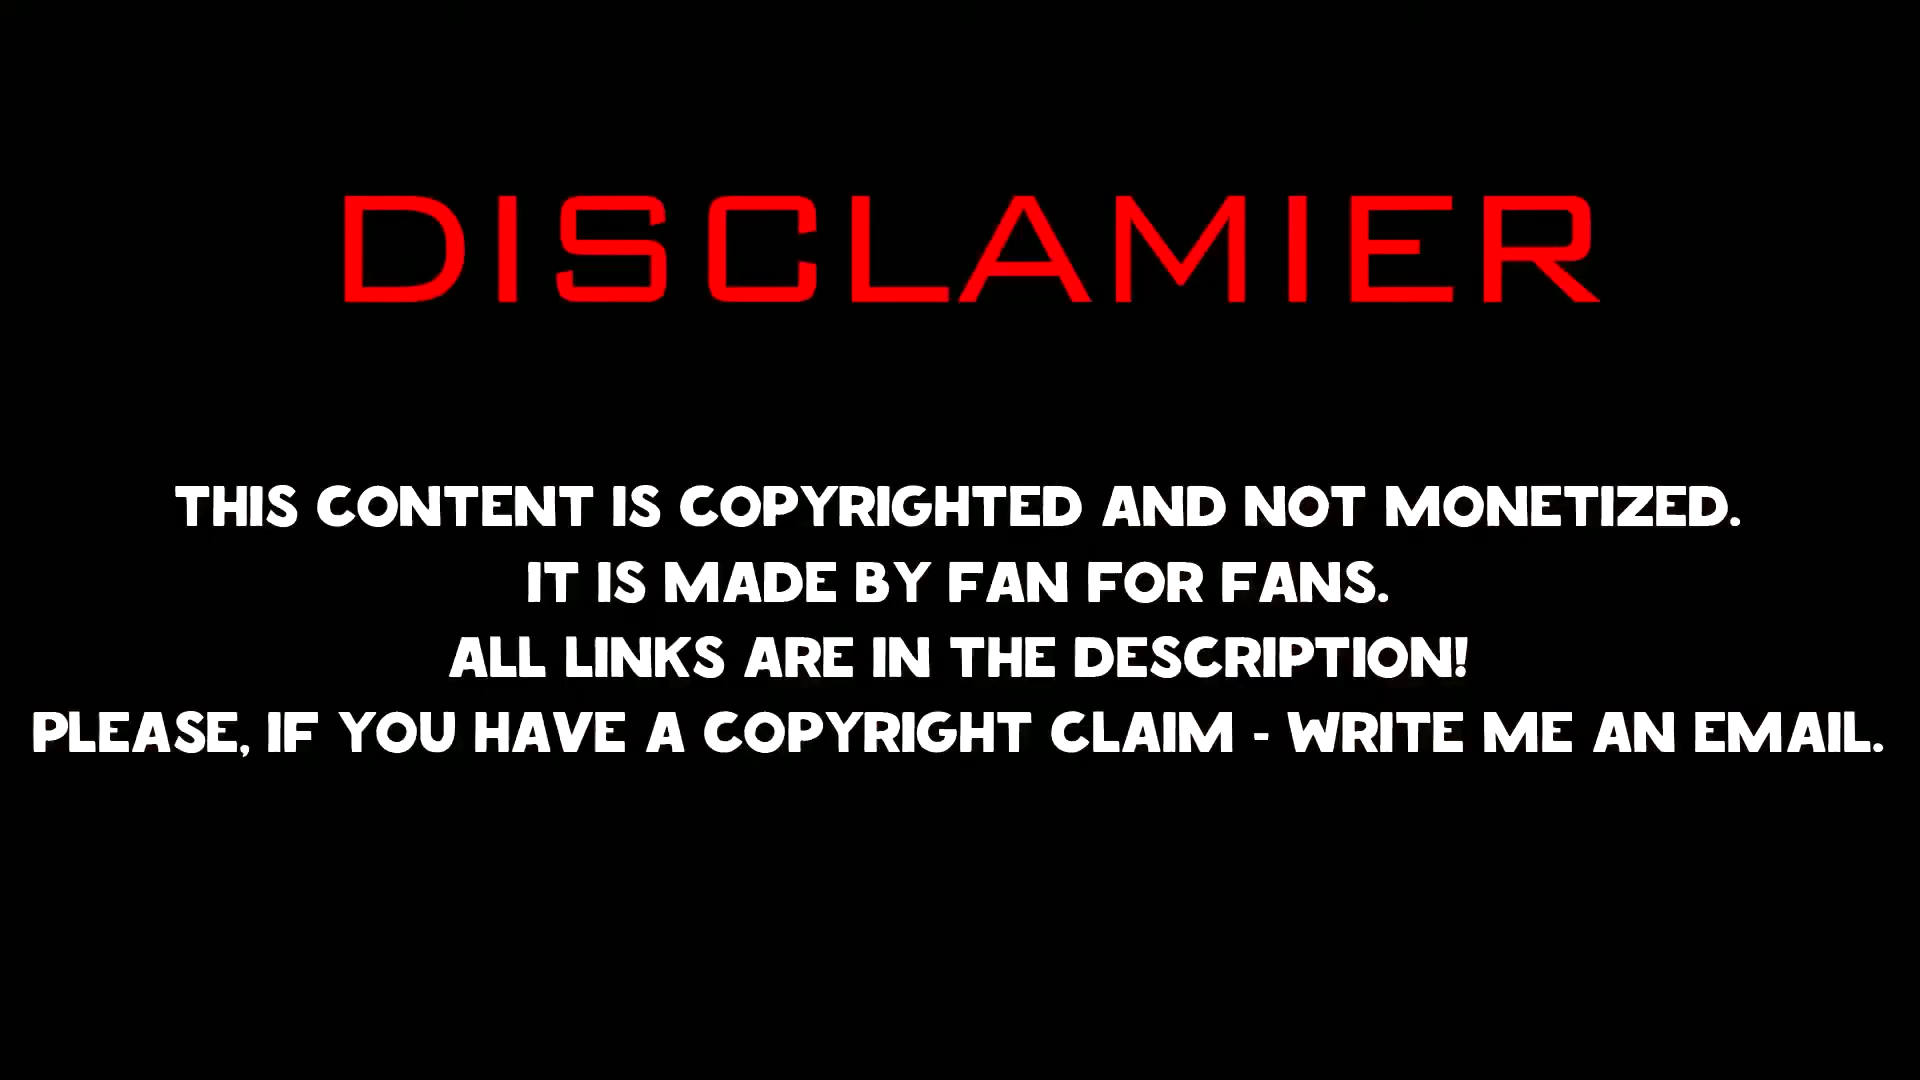 DISCLAMIER
THIS CONTENT IS COPYRIGHTED AND NOT MONETIZED.
IT IS MADE BY FAN FOR FANS.
ALL LINKS ARE IN THE DESCRIPTION!
PLEASE, IF YOU HAVE A COPYRIGHT CLAIM - WRITE ME AN EMAIL.